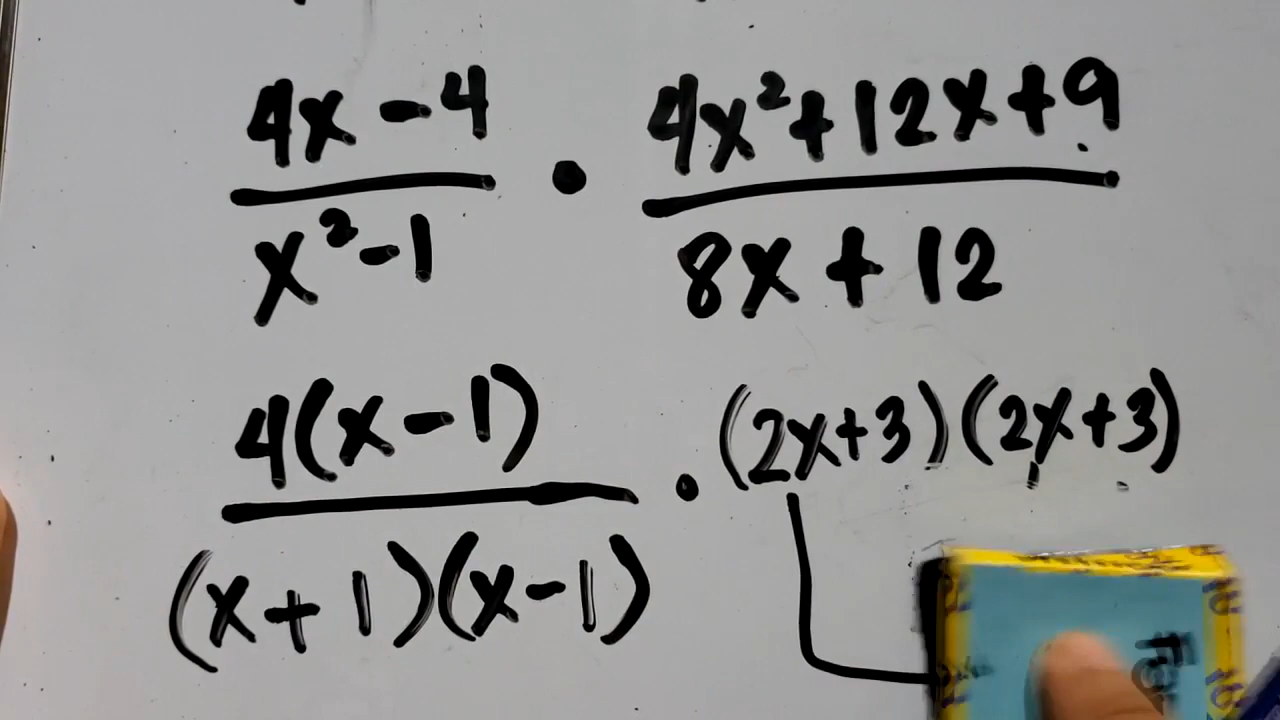 4x - 4
x² - 1
•
4x² + 12x + 9
8x + 12
4(x - 1)
(x + 1)(x - 1)
•
(2x + 3)(2x + 3)